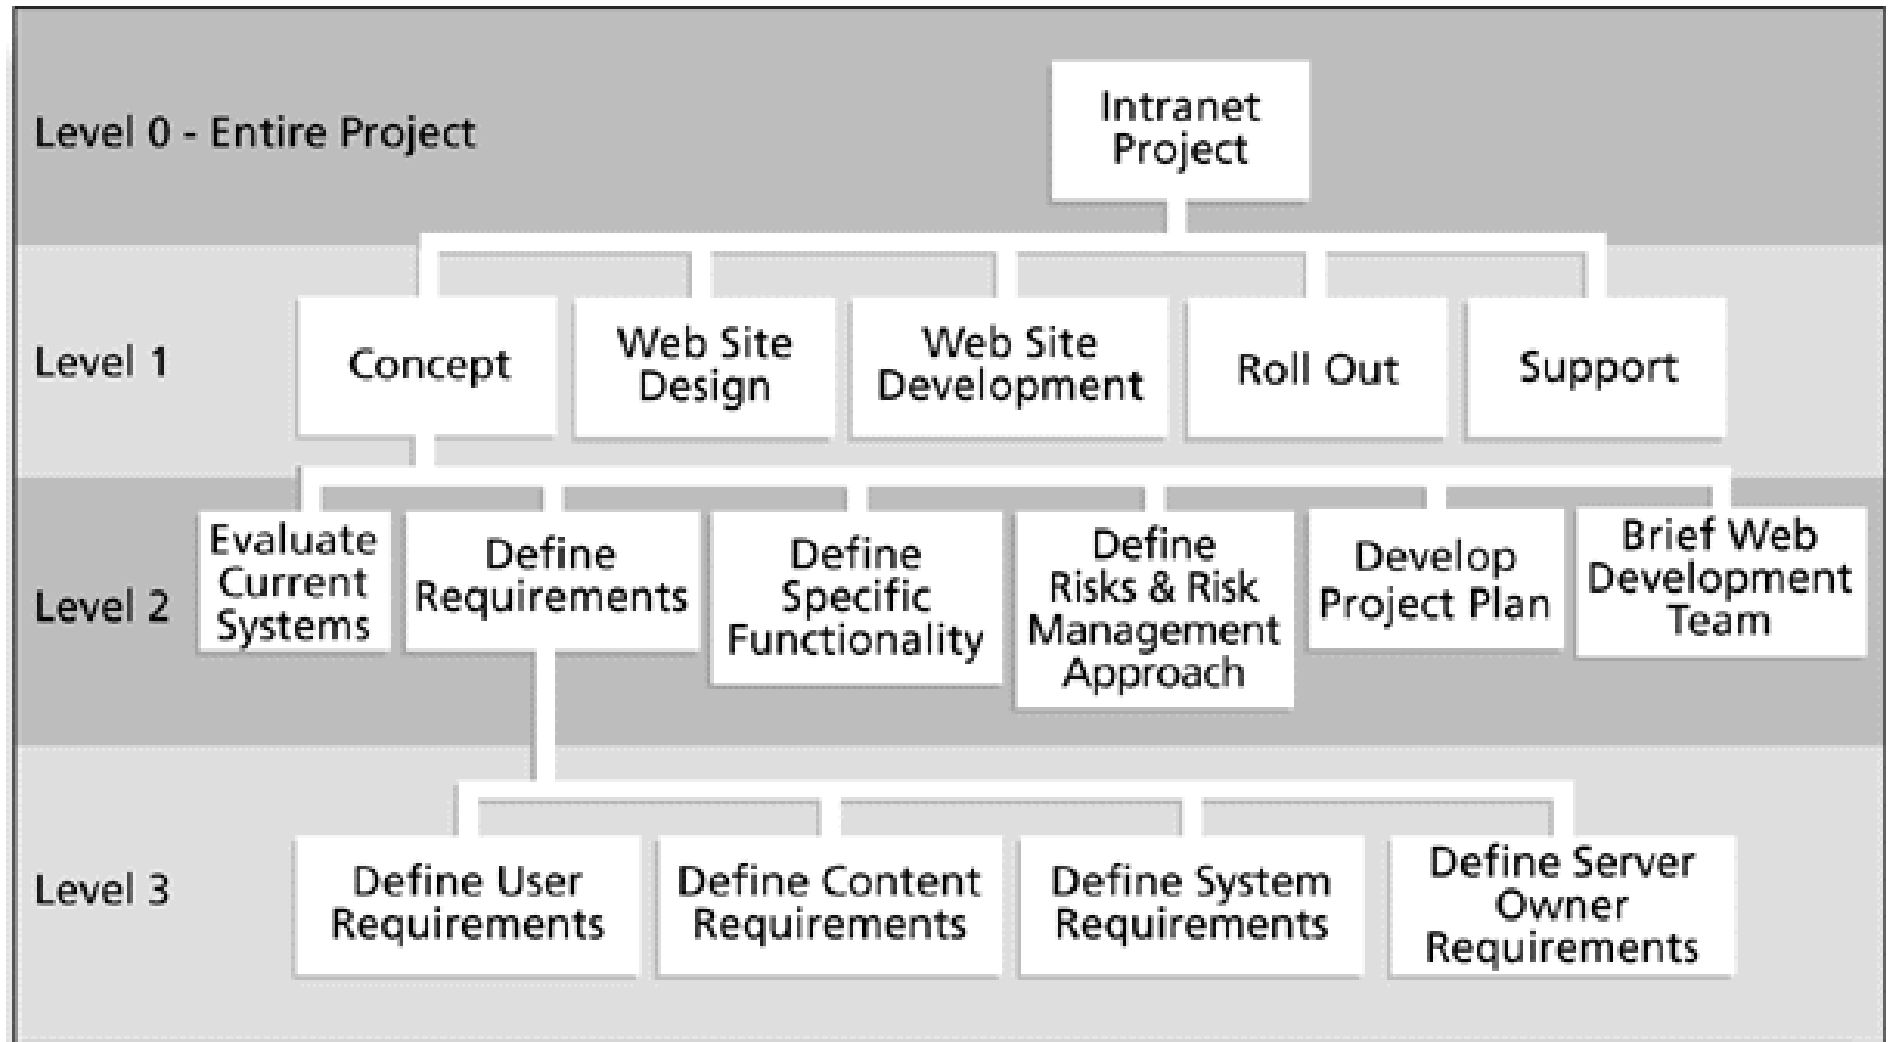 Level 0 - Entire Project
Intranet
Project
Level 1
Concept
Web Site
Design
Web Site
Development
Roll Out
Support
Level 2
Evaluate
Current
Systems
Define
Requirements
Define
Specific
Functionality
Define
Risks & Risk
Management
Approach
Develop
Project Plan
Brief Web
Development
Team
Level 3
Define User
Requirements
Define Content
Requirements
Define System
Requirements
Define Server
Owner
Requirements